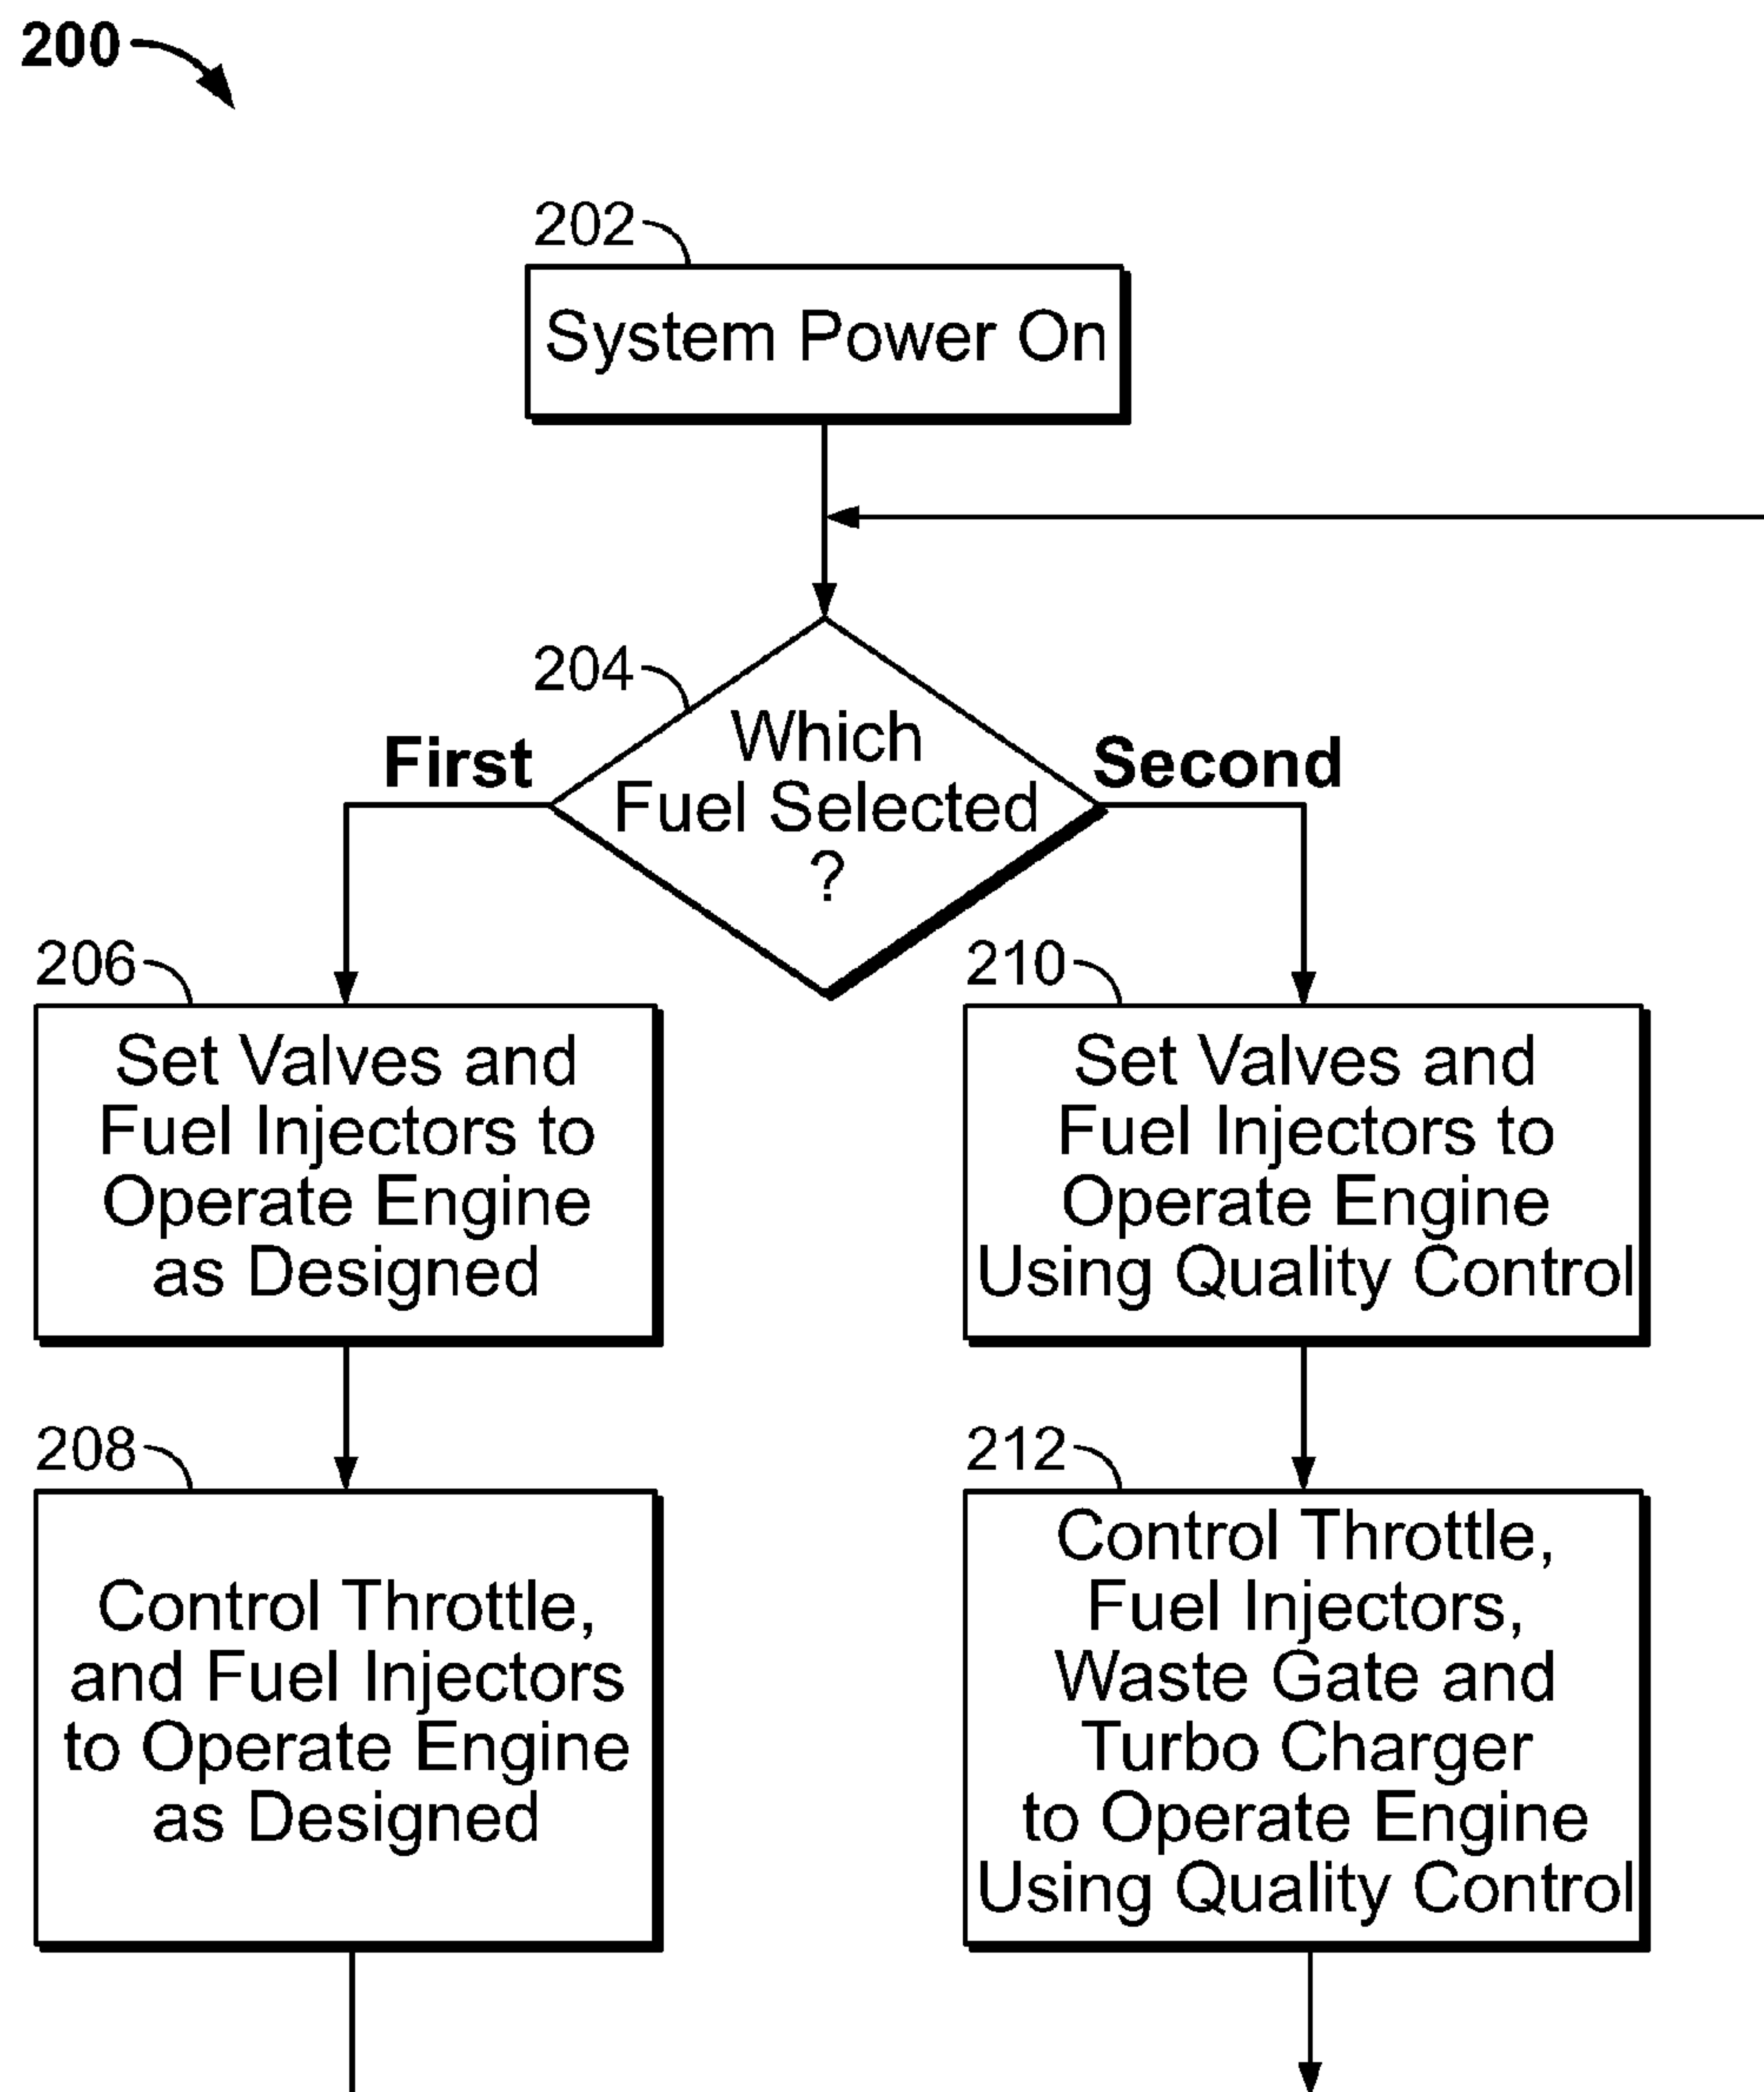 200
202
System Power On
204
Which
Fuel Selected
?
First
Second
206
Set Valves and
Fuel Injectors to
Operate Engine
as Designed
210
Set Valves and
Fuel Injectors to
Operate Engine
Using Quality Control
208
Control Throttle,
and Fuel Injectors
to Operate Engine
as Designed
212
Control Throttle,
Fuel Injectors,
Waste Gate and
Turbo Charger
to Operate Engine
Using Quality Control